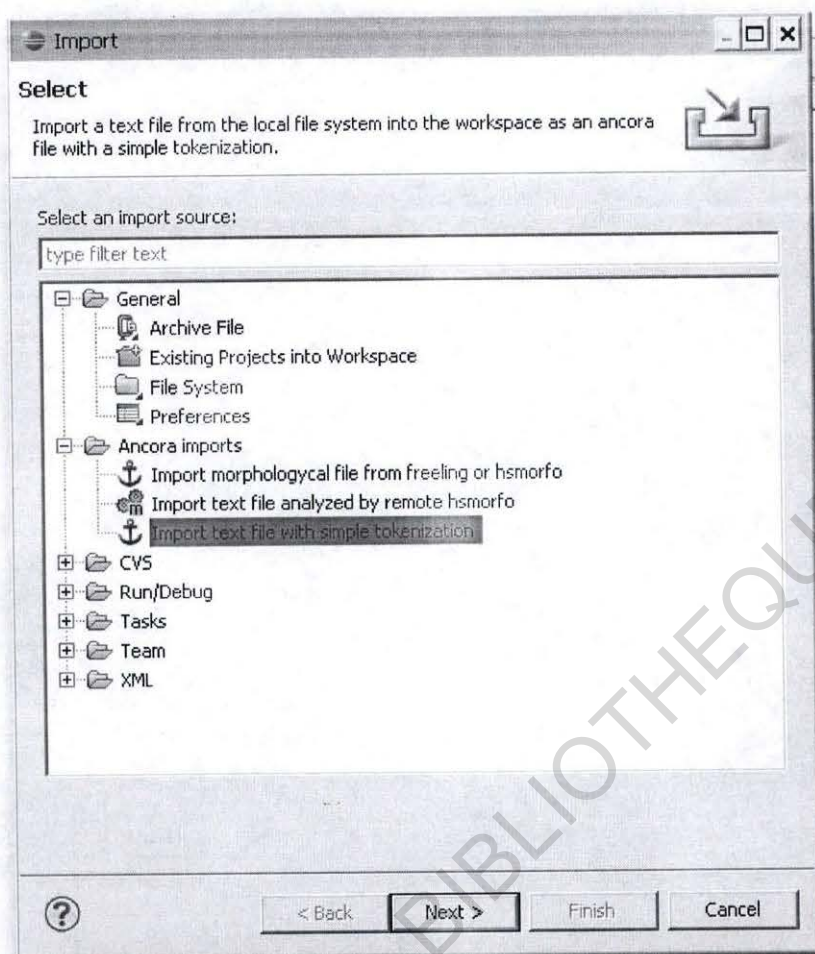 Import
Select
Import a text file from the local file system into the workspace as an ancora
file with a simple tokenization.
Select an import source:
type filter text
General
Archive File
Existing Projects into Workspace
File System
Preferences
Ancora imports
Import morphologycal file from freeling or hsmorfo
Import text file analyzed by remote hsmorfo
Import text file with simple tokenization
CVS
Run/Debug
Tasks
Team
XML
< Back
Next >
Finish
Cancel
BIBLIOTHEQU